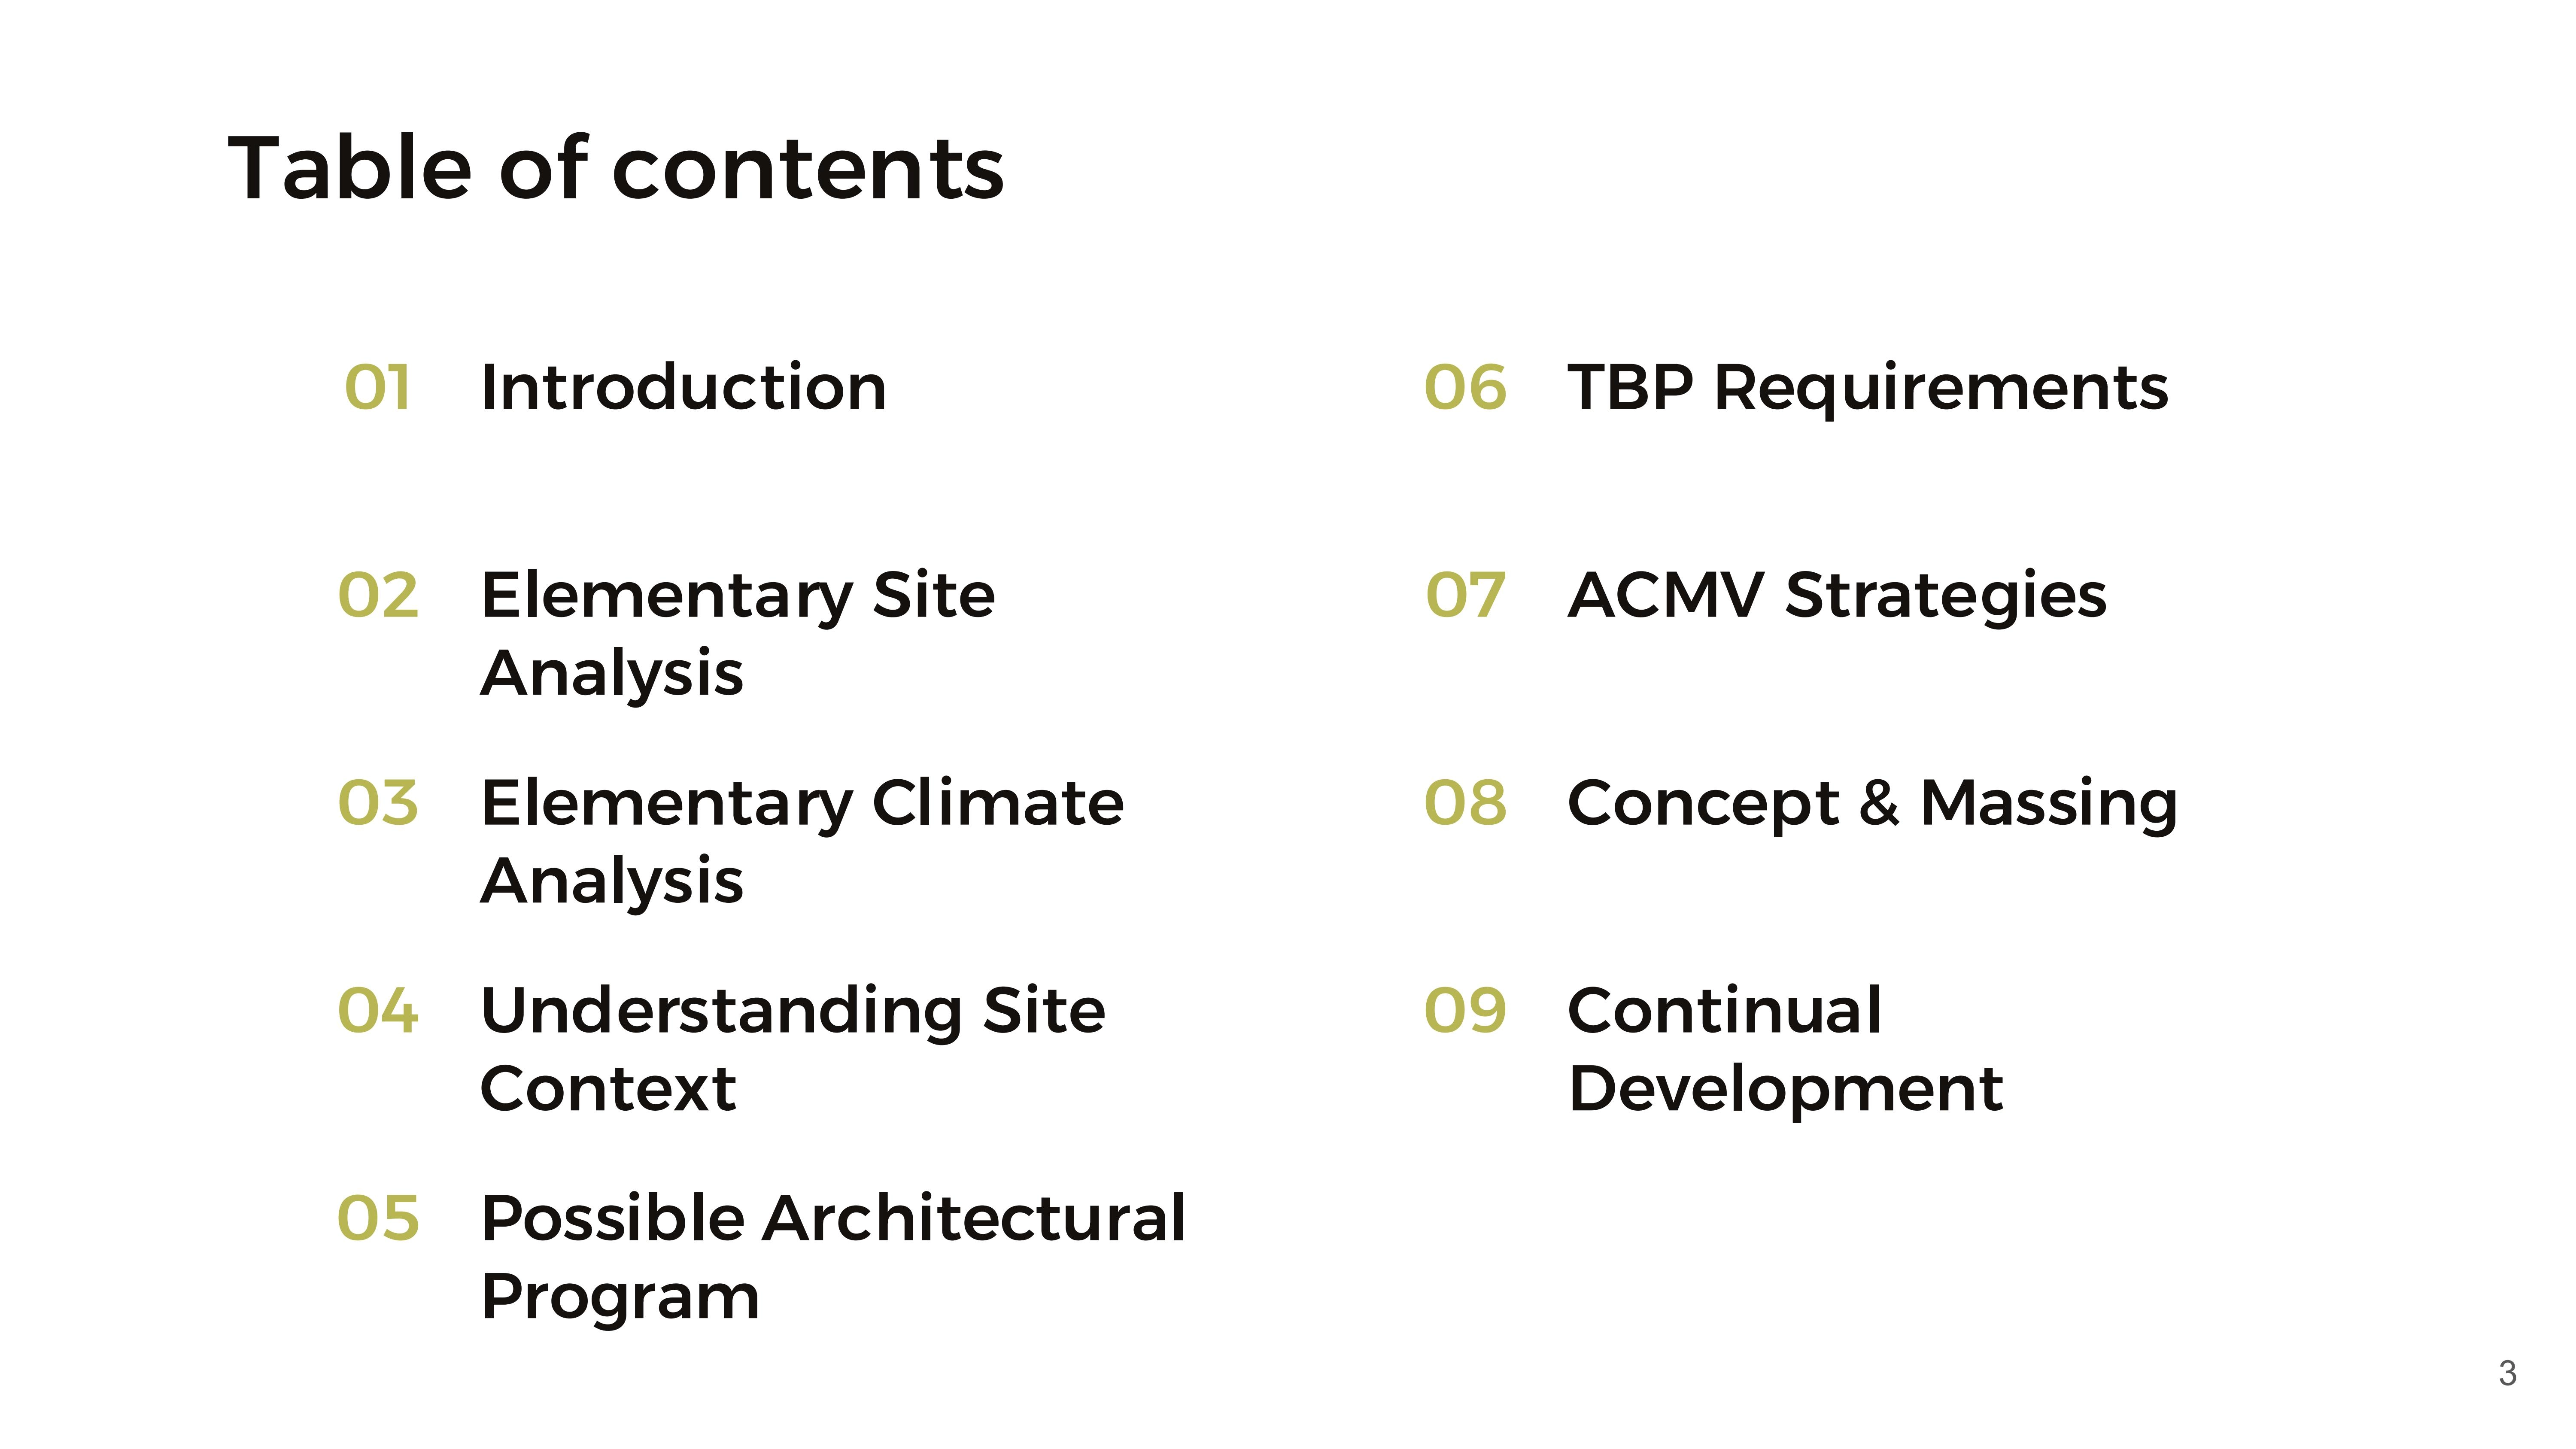 Table of contents
01 Introduction
02 Elementary Site
Analysis
03 Elementary Climate
Analysis
04 Understanding Site
Context
05 Possible Architectural
Program
06 TBP Requirements
07 ACMV Strategies
08 Concept & Massing
09 Continual
Development
3